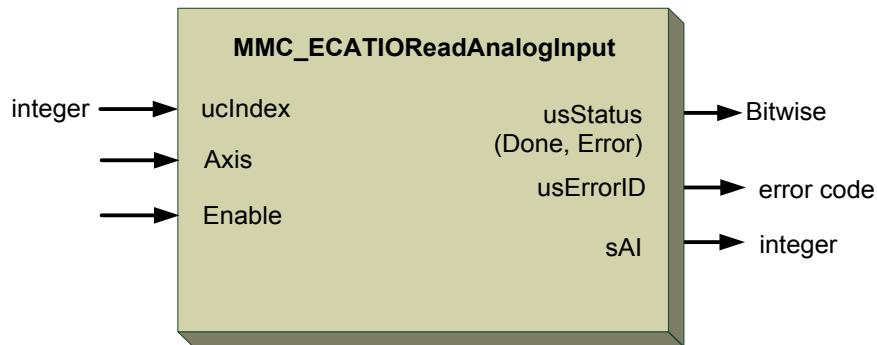 MMC_ECATIOReadAnalogInput
integer
ucIndex
Axis
Enable
usStatus
(Done, Error)
usErrorID
sAI
Bitwise
error code
integer